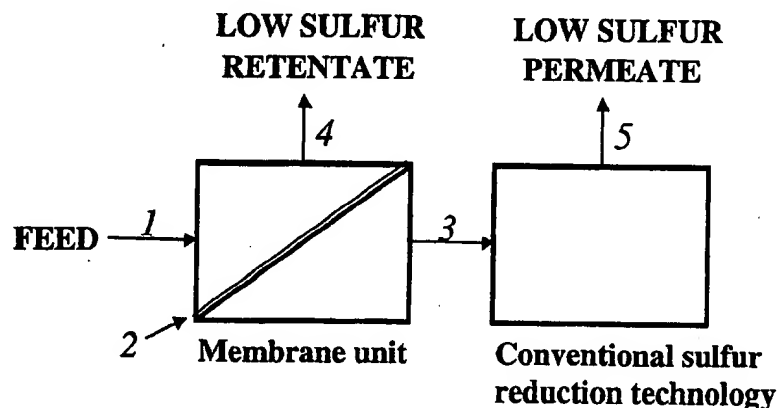 LOW SULFUR
RETENTATE
LOW SULFUR
PERMEATE
4
5
FEED
1
3
2
Membrane unit
Conventional sulfur
reduction technology